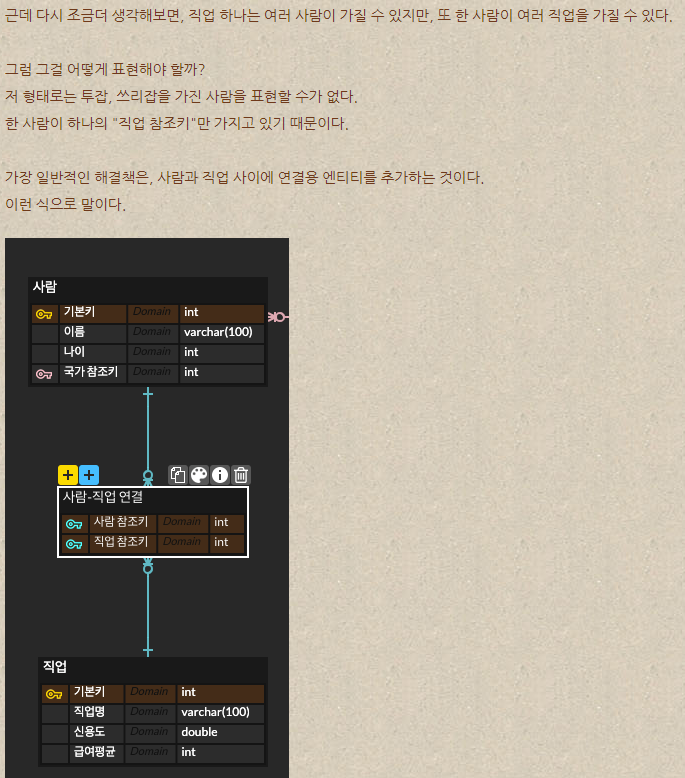 근데 다시 조금더 생각해보면, 직업 하나는 여러 사람이 가질 수 있지만, 또 한 사람이 여러 직업을 가질 수 있다.
그럼 그걸 어떻게 표현해야 할까?
저 형태로는 투잡, 쓰리잡을 가진 사람을 표현할 수가 없다.
한 사람이 하나의 "직업 참조키"만 가지고 있기 때문이다.
가장 일반적인 해결책은, 사람과 직업 사이에 연결용 엔티티를 추가하는 것이다.
이런 식으로 말이다.
사람
기본키 Domain int
이름 Domain varchar(100)
나이 Domain int
국가 참조키 Domain int
사람-직업 연결
사람 참조키 Domain int
직업 참조키 Domain int
직업
기본키 Domain int
직업명 Domain varchar(100)
신용도 Domain double
급여평균 Domain int